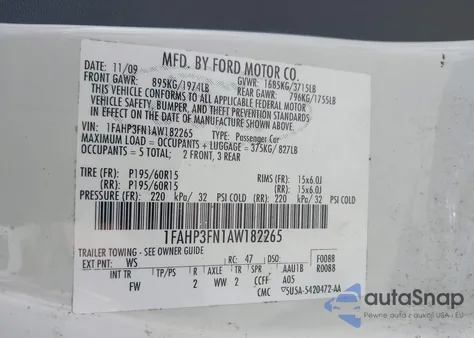 MFD. BY FORD MOTOR CO.
DATE: 11/09 GVWR: 1685KG/3715LB
FRONT GAWR: 895KG/1974LB REAR GAWR: 796KG/1755LB
THIS VEHICLE CONFORMS TO ALL APPLICABLE FEDERAL MOTOR
VEHICLE SAFETY, BUMPER, AND THEFT PREVENTION STANDARDS
IN EFFECT ON THE DATE OF MANUFACTURE SHOWN ABOVE.
VIN: 1FAHP3FN1AW182265 TYPE: Passenger Car
MAXIMUM LOAD = OCCUPANTS + LUGGAGE = 375KG/ 827LB
OCCUPANTS = 5 TOTAL: 2 FRONT, 3 REAR
TIRE (FR): P195/60R15 RIMS (FR): 15x6.0J
(R): P195/60R15 (R): 15x6.0J
PRESSURE (FR): 220 kPa/ 32 PSI COLD (R): 220 kPa/ 32 PSI COLD
1FAHP3FN1AW182265
TRAILER TOWING - SEE OWNER GUIDE
EXT PNT: WS RC: 47 DSO: F0088
INT TR TP/PS R AXLE TR SPR AAU1B R0088
FW 2 WW 2 CCFF A05
CMC 5U5A-5420472-AA
autoSnap
Pewne auta z aukcji USA i EU